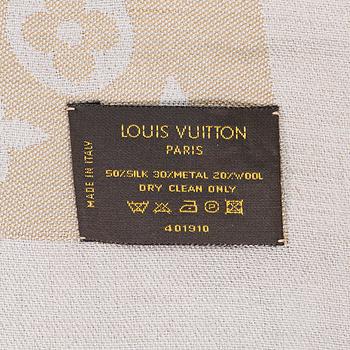 LOUIS VUITTON
PARIS
50%SILK 30%METAL 20%WOOL
DRY CLEAN ONLY
401910
MADE IN ITALY